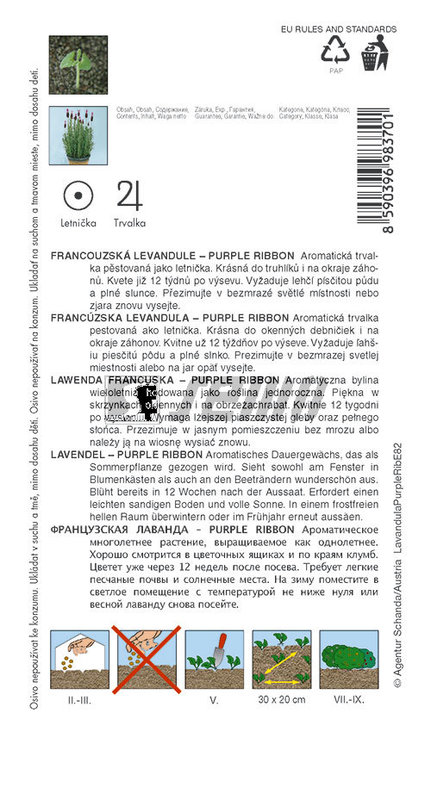 EU RULES AND STANDARDS
PAP
Obsah, Obsah, Содержание,
Contents, Inhalt, Waga netto
Záruka, Exp., Гарантия,
Guarantee, Garantie, Ważne do
Kategorie, Kategória, Класс,
Category, Klasse, Klasa
Letnička
Trvalka
8 590396 983701
FRANCOUZSKÁ LEVANDULE – PURPLE RIBBON Aromatická trval-
ka pěstovaná jako letnička. Krásná do truhlíků i na okraje záho-
nů. Kvete již 12 týdnů po výsevu. Vyžaduje lehčí písčitou půdu
a plné slunce. Přezimujte v bezmrazé světlé místnosti nebo
zjara znovu vysejte.
FRANCÚZSKA LEVANDUĽA – PURPLE RIBBON Aromatická trvalka
pestovaná ako letnička. Krásna do okenných debničiek i na
okraje záhonov. Kvitne už 12 týždňov po výseve. Vyžaduje ľahš-
iu piesčitú pôdu a plné slnko. Prezimujte v bezmrazej svetlej
miestnosti alebo na jar opäť vysejte.
LAWENDA FRANCUSKA – PURPLE RIBBON Aromatyczna bylina
wieloletnia hodowana jako roślina jednoroczna. Piękna w
skrzynkach okiennych i na obrzeżach rabat. Kwitnie 12 tygodni
po Wymaga lżejszej piaszczystej gleby oraz pełnego
słońca. Przezimuje w jasnym pomieszczeniu bez mrozu albo
należy ją na wiosnę wysiać znowu.
LAVENDEL – PURPLE RIBBON Aromatisches Dauergewächs, das als
Sommerpflanze gezogen wird. Sieht sowohl am Fenster in
Blumenkästen als auch an den Beeträndern wunderschön aus.
Blüht bereits in 12 Wochen nach der Aussaat. Erfordert einen
leichten sandigen Boden und volle Sonne. In einem frostfreien
hellen Raum überwintern oder im Frühjahr erneut aussäen.
ФРАНЦУЗСКАЯ ЛАВАНДА – PURPLE RIBBON Ароматическое
многолетнее растение, выращиваемое как однолетнее.
Хорошо смотрится в цветочных ящиках и по краям клумб.
Цветет уже через 12 недель после посева. Требует легкие
песчаные почвы и солнечные места. На зиму поместите в
светлое помещение с температурой не ниже нуля или
весной лаванду снова посейте.
II.-III.
V.
30 x 20 cm
VII.-IX.
Osivo nepoužívat ke konzumu. Ukládat v suchu a tmě, mimo dosahu dětí. Osivo nepoužívať na konzum. Ukladať na suchom a tmavom mieste, mimo dosahu detí.
© Agentur Schanda/Austria LavandulaPurpleRibE82